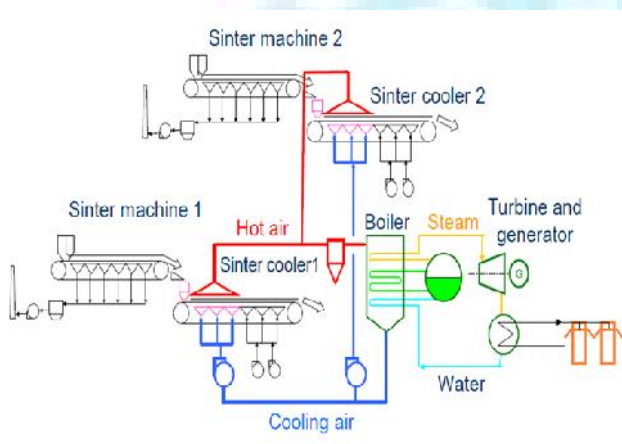 Sinter machine 2
Sinter cooler 2
Sinter machine 1
Hot air
Boiler
Steam
Turbine and
generator
Sinter cooler1
G
Water
Cooling air